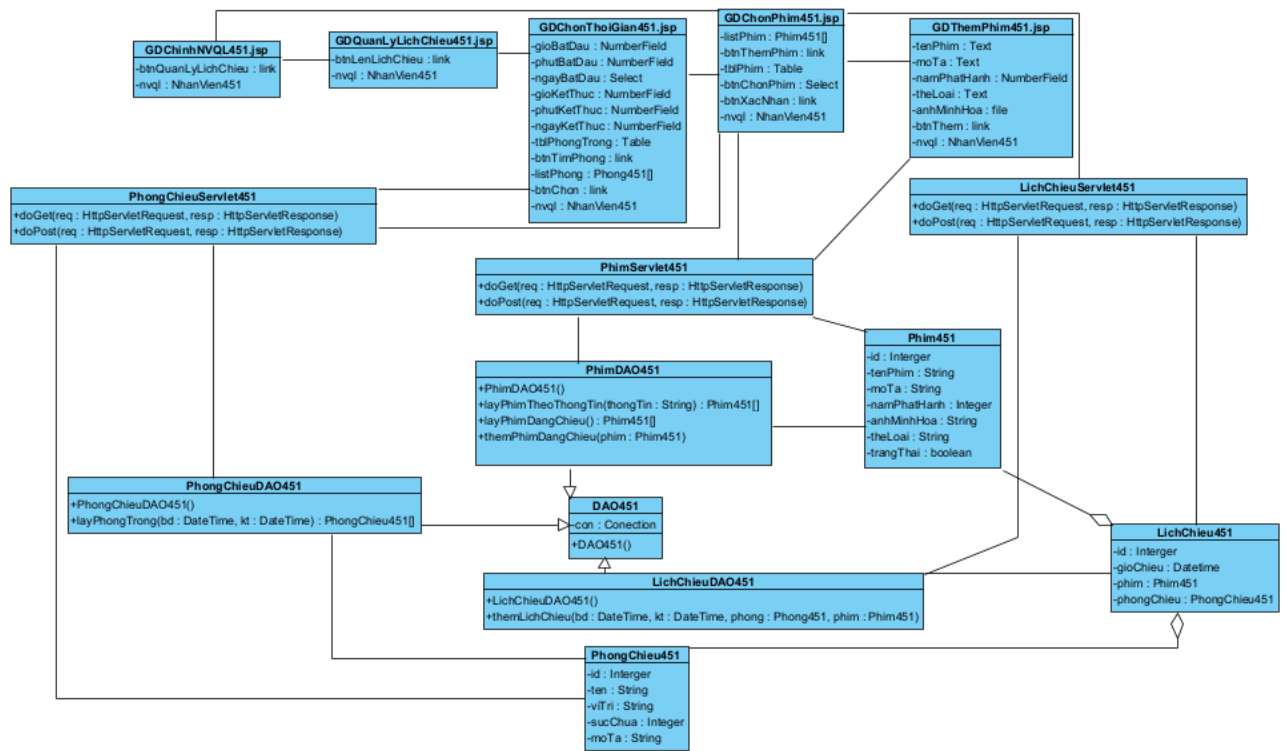 GDChinhNVQL451.jsp
-btnQuanLyLichChieu : link
-nvql : NhanVien451
GDQuanLyLichChieu451.jsp
-btnLenLichChieu : link
-nvql : NhanVien451
GDChonThoiGian451.jsp
-gioBatDau : NumberField
-phutBatDau : NumberField
-ngayBatDau : Select
-gioKetThuc : NumberField
-phutKetThuc : NumberField
-ngayKetThuc : NumberField
-tblPhongTrong : Table
-btnTimPhong : link
-listPhong : Phong451[]
-btnChon : link
-nvql : NhanVien451
GDChonPhim451.jsp
-listPhim : Phim451[]
-btnThemPhim : link
-tblPhim : Table
-btnChonPhim : Select
-btnXacNhan : link
-nvql : NhanVien451
GDThemPhim451.jsp
-tenPhim : Text
-moTa : Text
-namPhatHanh : NumberField
-theLoai : Text
-anhMinhHoa : file
-btnThem : link
-nvql : NhanVien451
PhongChieuServlet451
+doGet(req : HttpServletRequest, resp : HttpServletResponse)
+doPost(req : HttpServletRequest, resp : HttpServletResponse)
LichChieuServlet451
+doGet(req : HttpServletRequest, resp : HttpServletResponse)
+doPost(req : HttpServletRequest, resp : HttpServletResponse)
PhimServlet451
+doGet(req : HttpServletRequest, resp : HttpServletResponse)
+doPost(req : HttpServletRequest, resp : HttpServletResponse)
Phim451
-id : Interger
-tenPhim : String
-moTa : String
-namPhatHanh : Integer
-anhMinhHoa : String
-theLoai : String
-trangThai : boolean
PhimDAO451
+PhimDAO451()
+layPhimTheoThongTin(thongTin : String) : Phim451[]
+layPhimDangChieu() : Phim451[]
+themPhimDangChieu(phim : Phim451)
PhongChieuDAO451
+PhongChieuDAO451()
+layPhongTrong(bd : DateTime, kt : DateTime) : PhongChieu451[]
DAO451
-con : Conection
+DAO451()
LichChieu451
-id : Interger
-gioChieu : Datetime
-phim : Phim451
-phongChieu : PhongChieu451
LichChieuDAO451
+LichChieuDAO451()
+themLichChieu(bd : DateTime, kt : DateTime, phong : Phong451, phim : Phim451)
PhongChieu451
-id : Interger
-ten : String
-viTri : String
-sucChua : Integer
-moTa : String